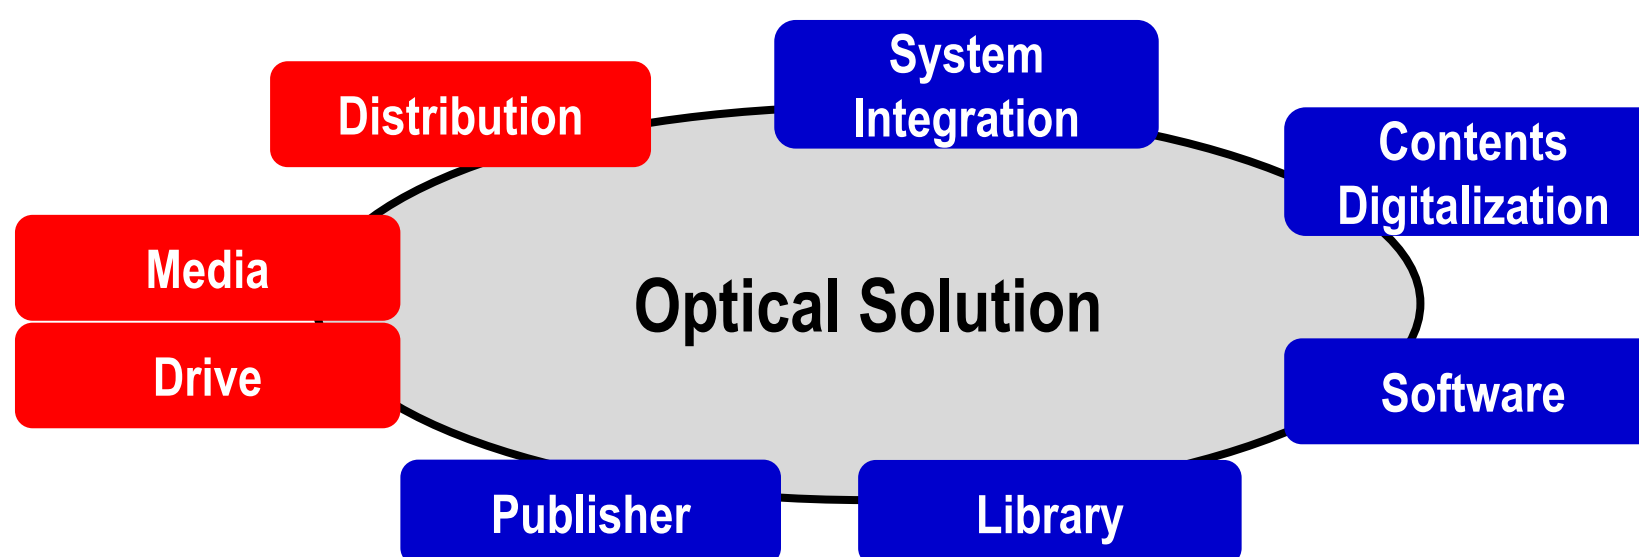 System
Integration
Distribution
Contents
Digitalization
Media
Optical Solution
Drive
Software
Publisher
Library